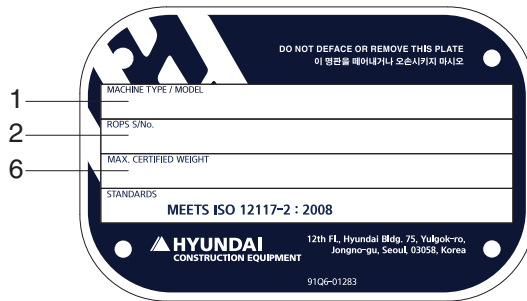 DO NOT DEFACE OR REMOVE THIS PLATE
이 명판을 떼어내거나 오손시키지 마시오
1
MACHINE TYPE / MODEL
2
ROPS S/No.
6
MAX. CERTIFIED WEIGHT
STANDARDS
MEETS ISO 12117-2 : 2008
HYUNDAI
CONSTRUCTION EQUIPMENT
12th Fl., Hyundai Bldg. 75, Yulgok-ro,
Jongno-gu, Seoul, 03058, Korea
91Q6-01283